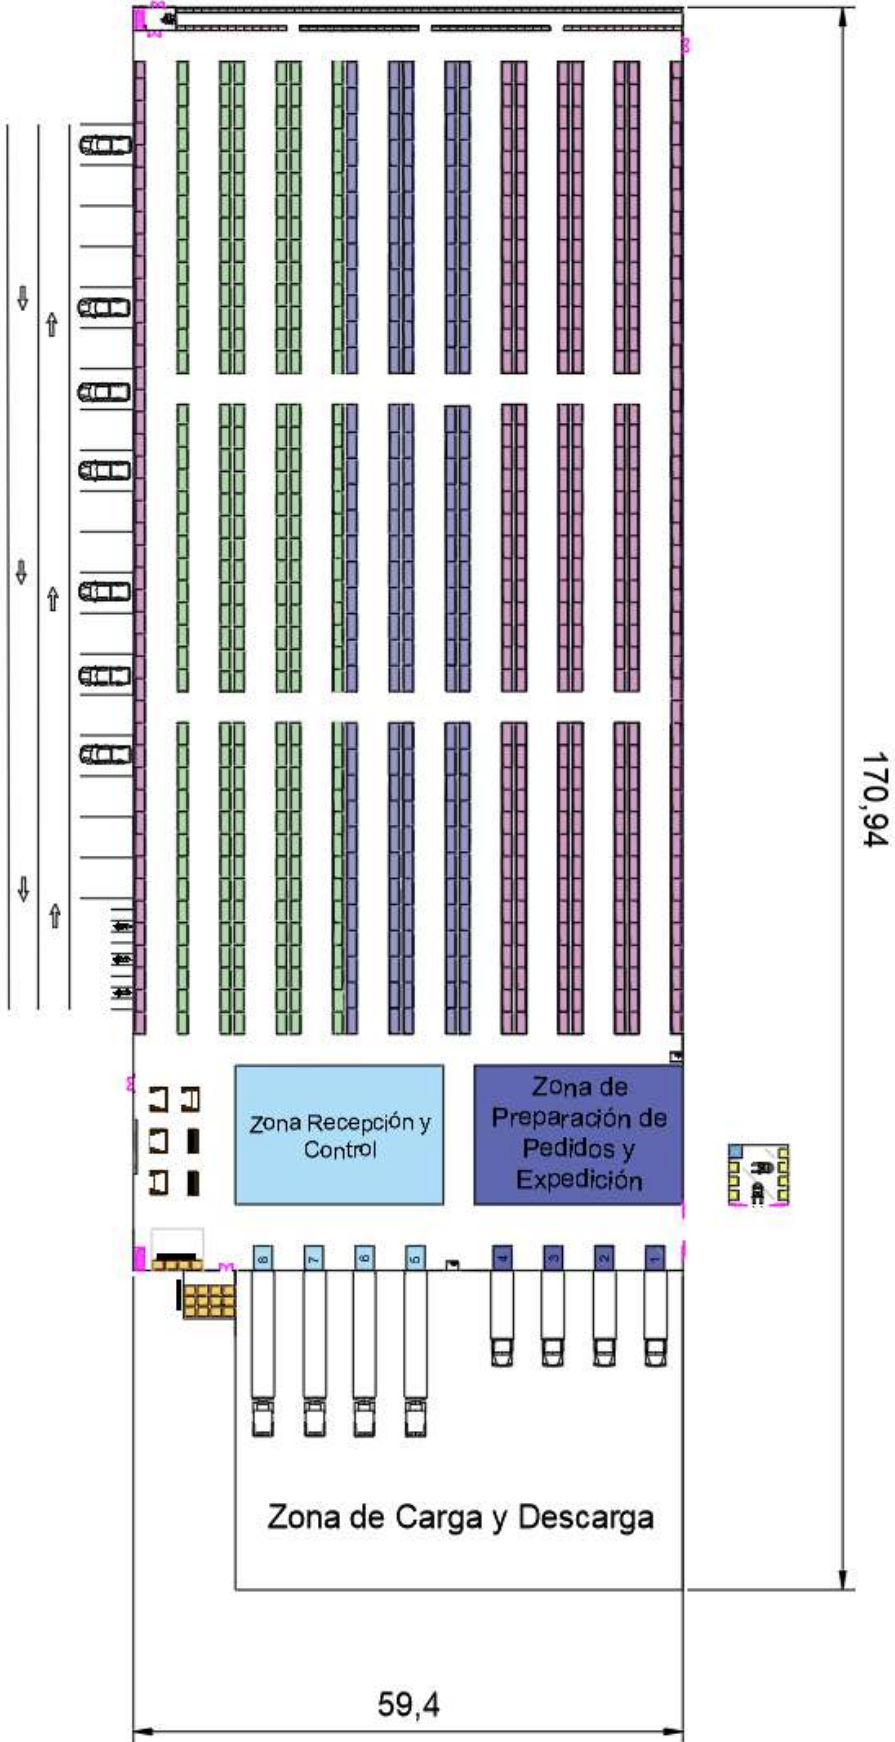 170,94
Zona Recepción y
Control
Zona de
Preparación de
Pedidos y
Expedición
8
7
6
5
4
3
2
1
Zona de Carga y Descarga
59,4